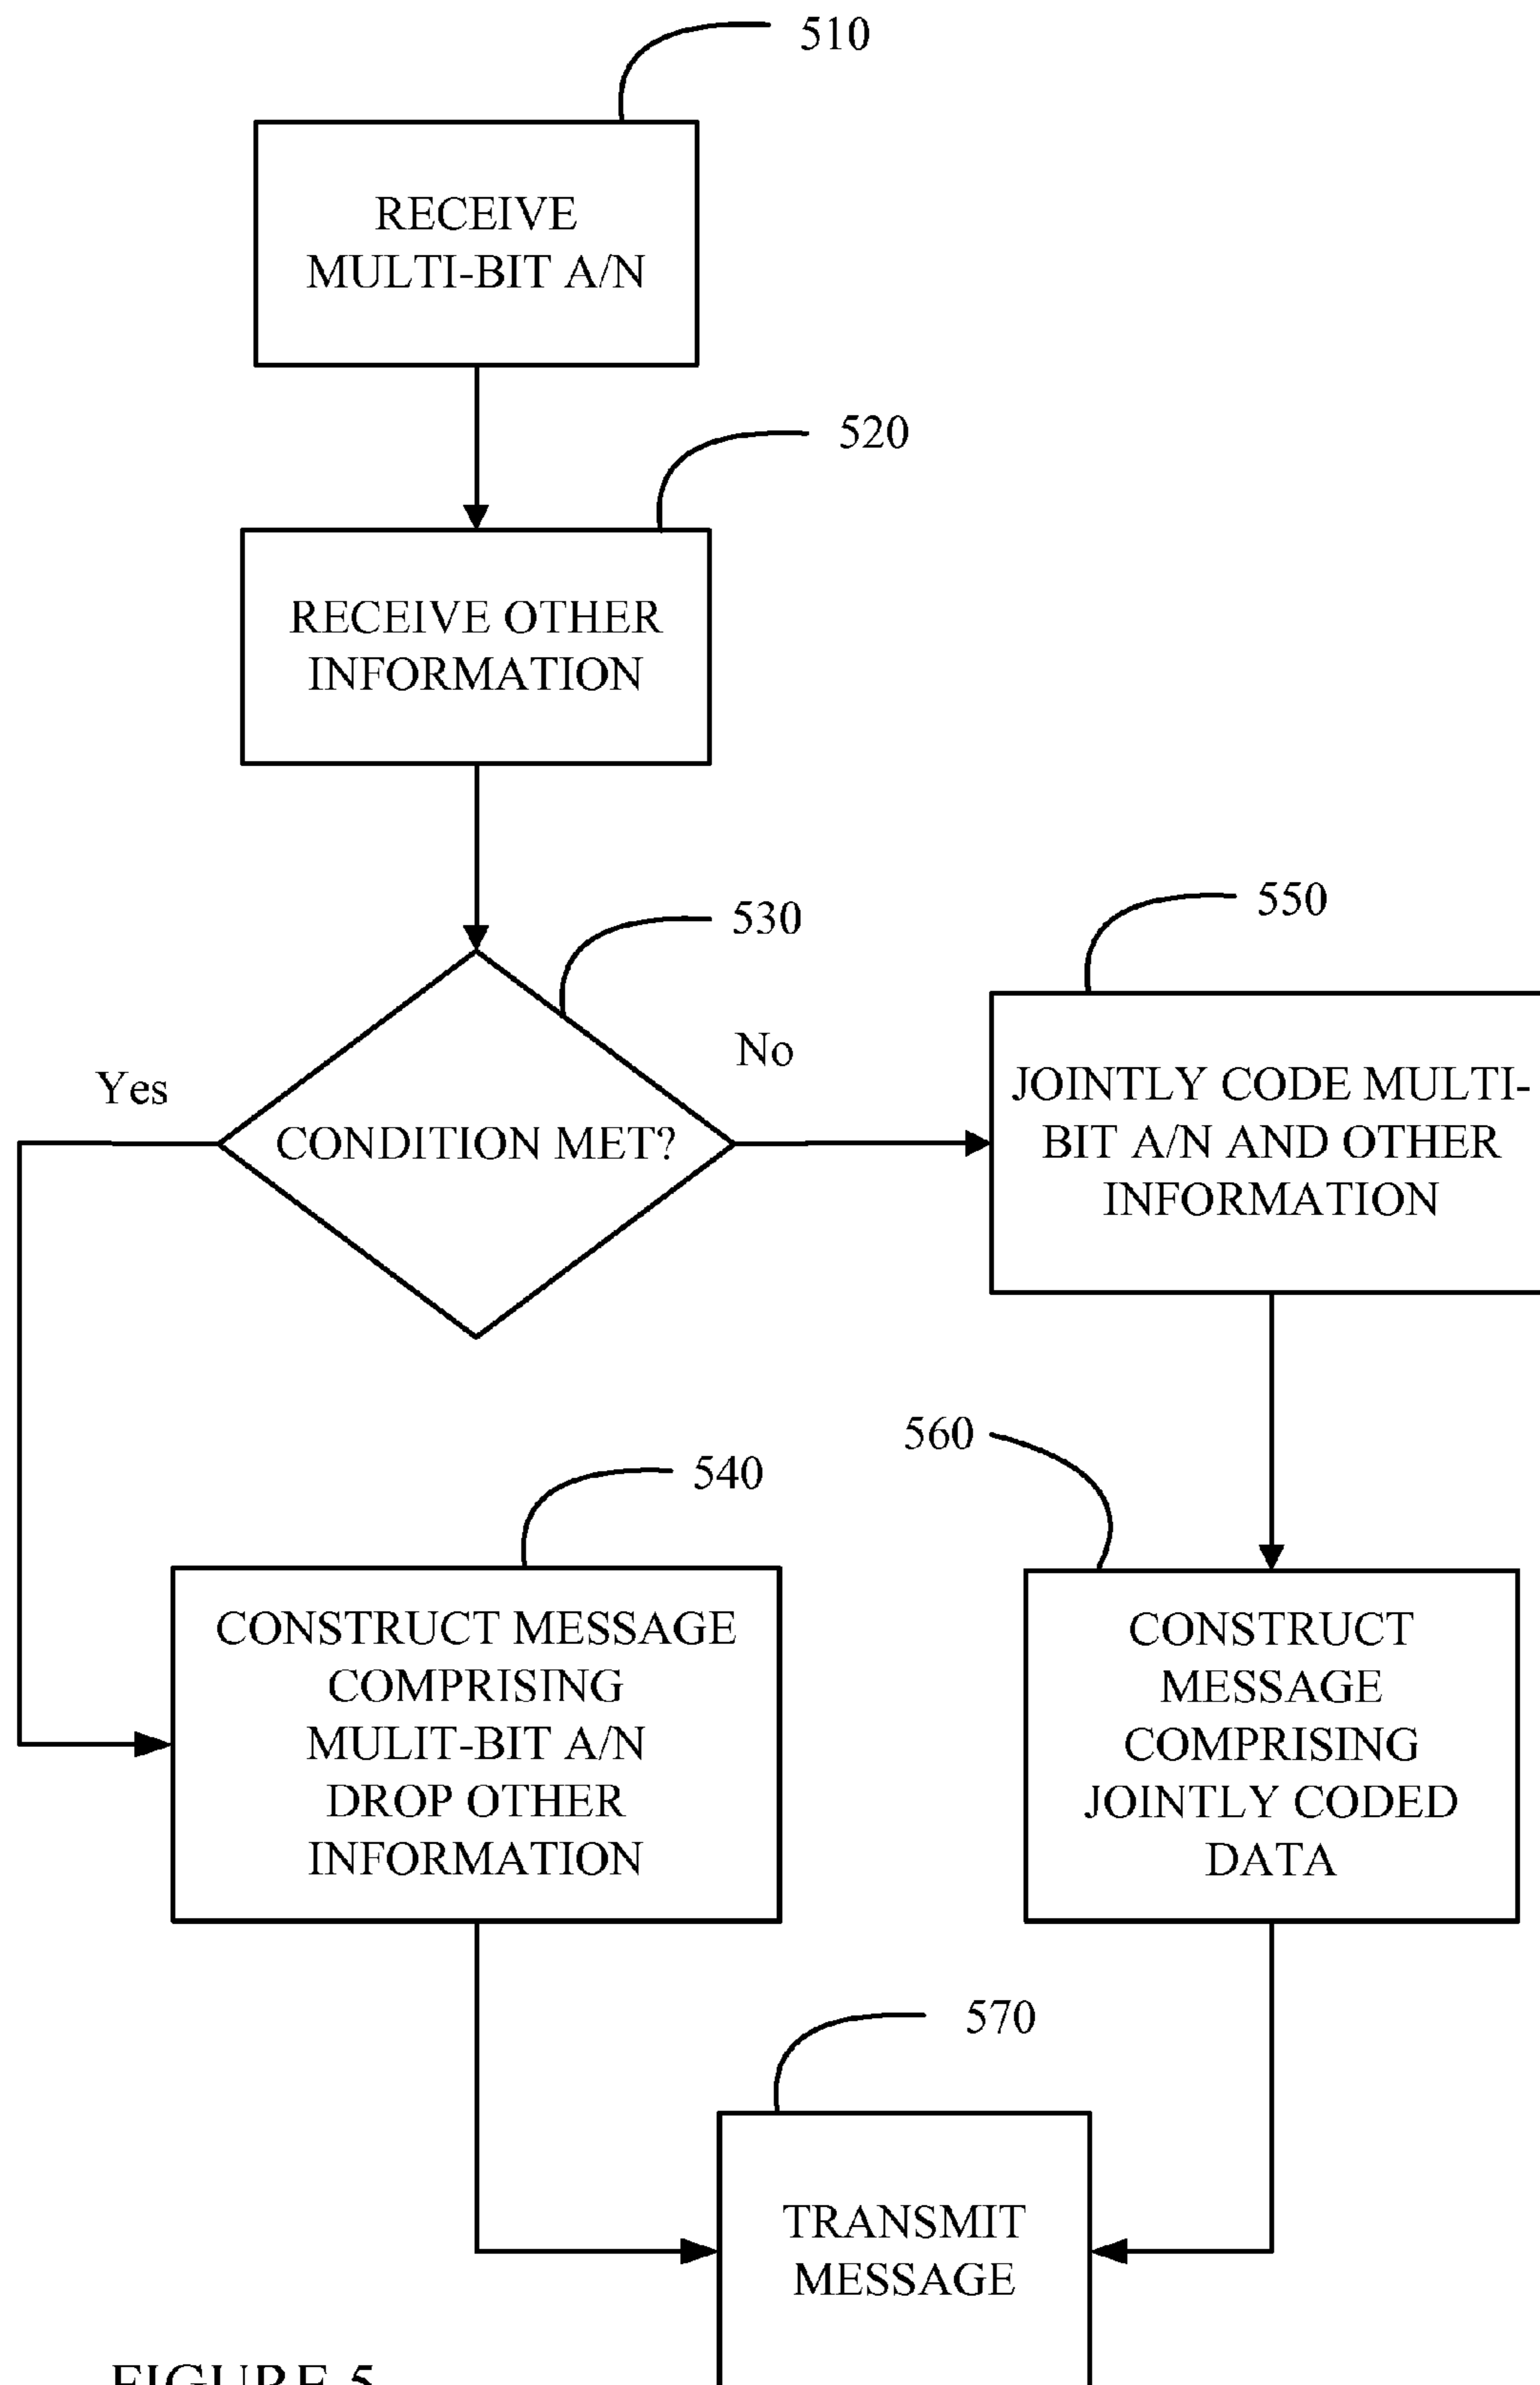 510
RECEIVE
MULTI-BIT A/N
520
RECEIVE OTHER
INFORMATION
530
550
Yes
No
CONDITION MET?
JOINTLY CODE MULTI-
BIT A/N AND OTHER
INFORMATION
560
540
CONSTRUCT MESSAGE
COMPRISING
MULIT-BIT A/N
DROP OTHER
INFORMATION
CONSTRUCT
MESSAGE
COMPRISING
JOINTLY CODED
DATA
570
TRANSMIT
MESSAGE
FIGURE 5